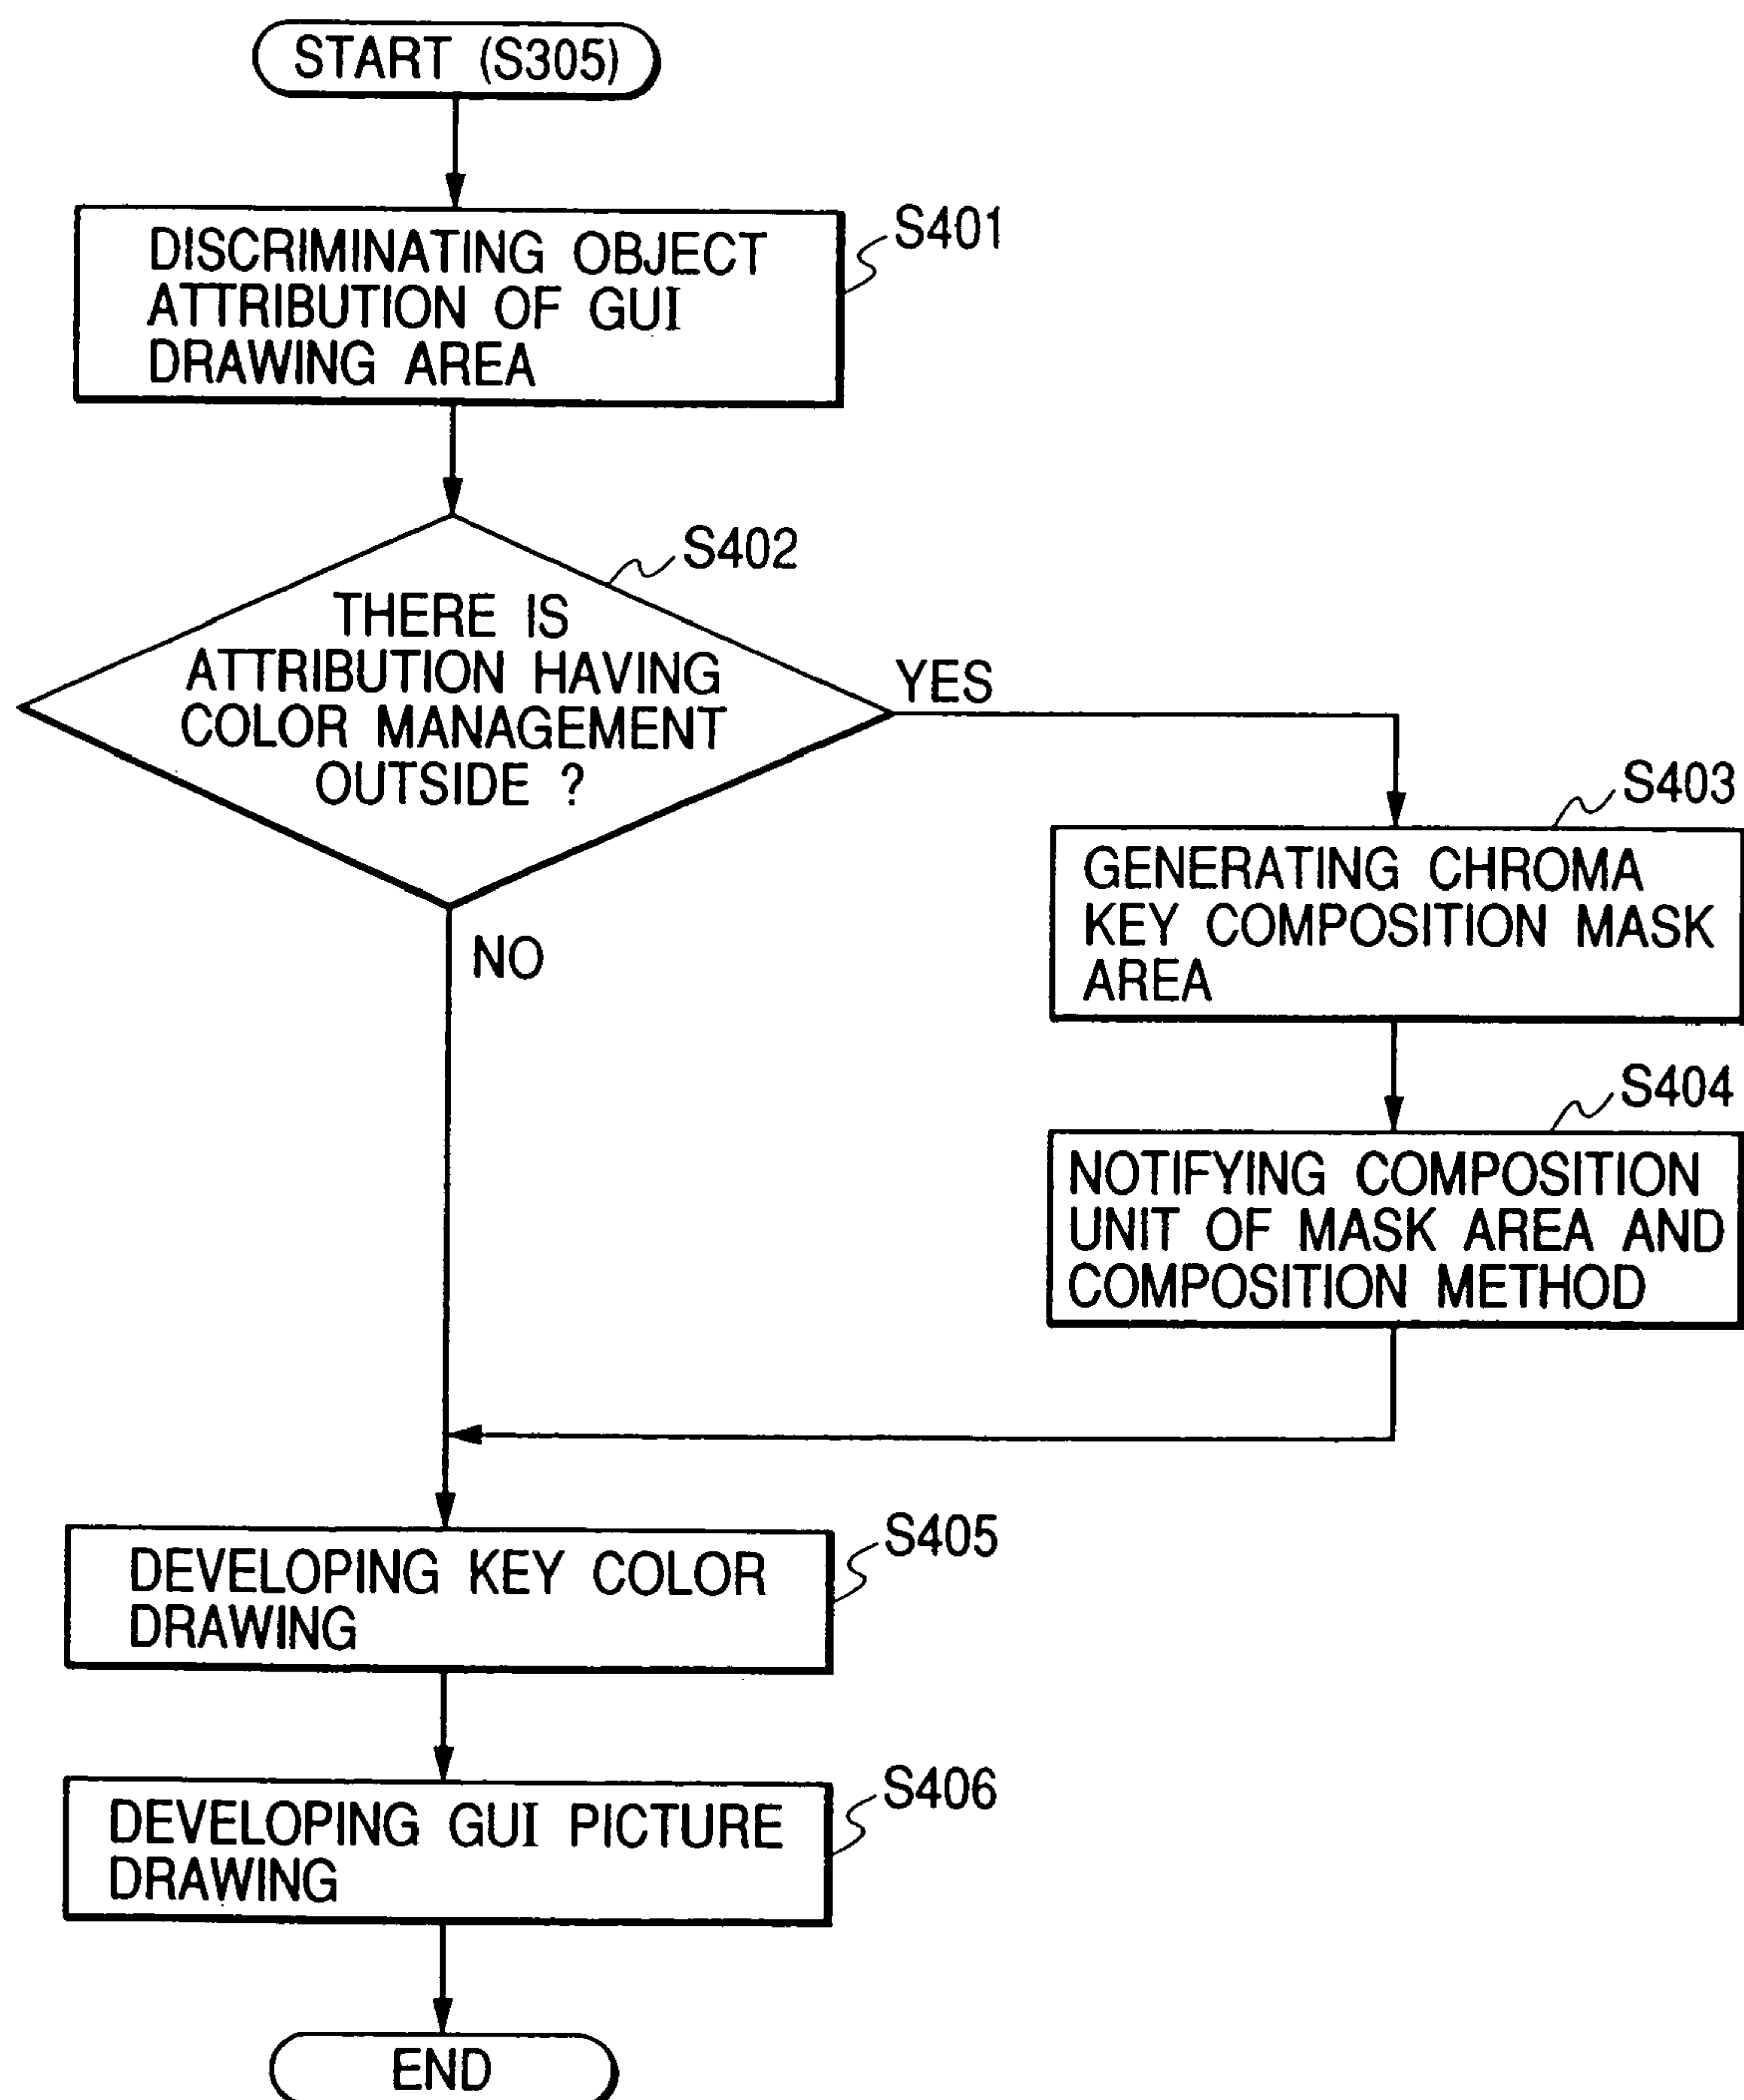 START (S305)
S401
DISCRIMINATING OBJECT
ATTRIBUTION OF GUI
DRAWING AREA
S402
THERE IS
ATTRIBUTION HAVING
COLOR MANAGEMENT
OUTSIDE ?
YES
NO
S403
GENERATING CHROMA
KEY COMPOSITION MASK
AREA
S404
NOTIFYING COMPOSITION
UNIT OF MASK AREA AND
COMPOSITION METHOD
S405
DEVELOPING KEY COLOR
DRAWING
S406
DEVELOPING GUI PICTURE
DRAWING
END